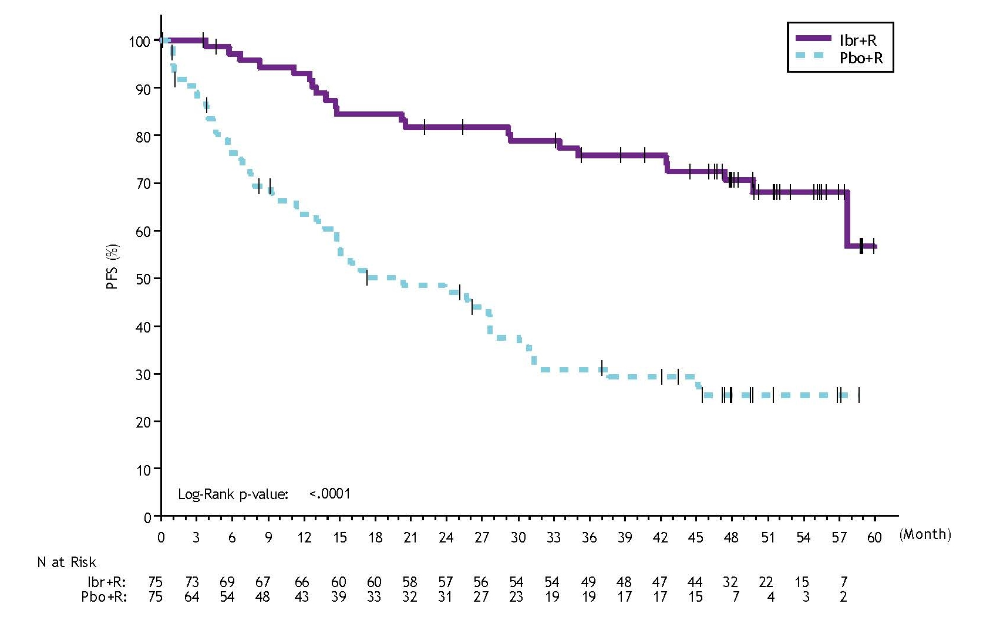 Ibr+R
Pbo+R
100
90
80
70
60
50
40
30
20
10
0
PFS (%)
Log-Rank p-value: <.0001
0 3 6 9 12 15 18 21 24 27 30 33 36 39 42 45 48 51 54 57 60 (Month)
N at Risk
Ibr+R: 75 73 69 67 66 60 60 58 57 56 54 54 49 48 47 44 32 22 15 7
Pbo+R: 75 64 54 48 43 39 33 32 31 27 23 19 19 17 17 15 7 4 3 2